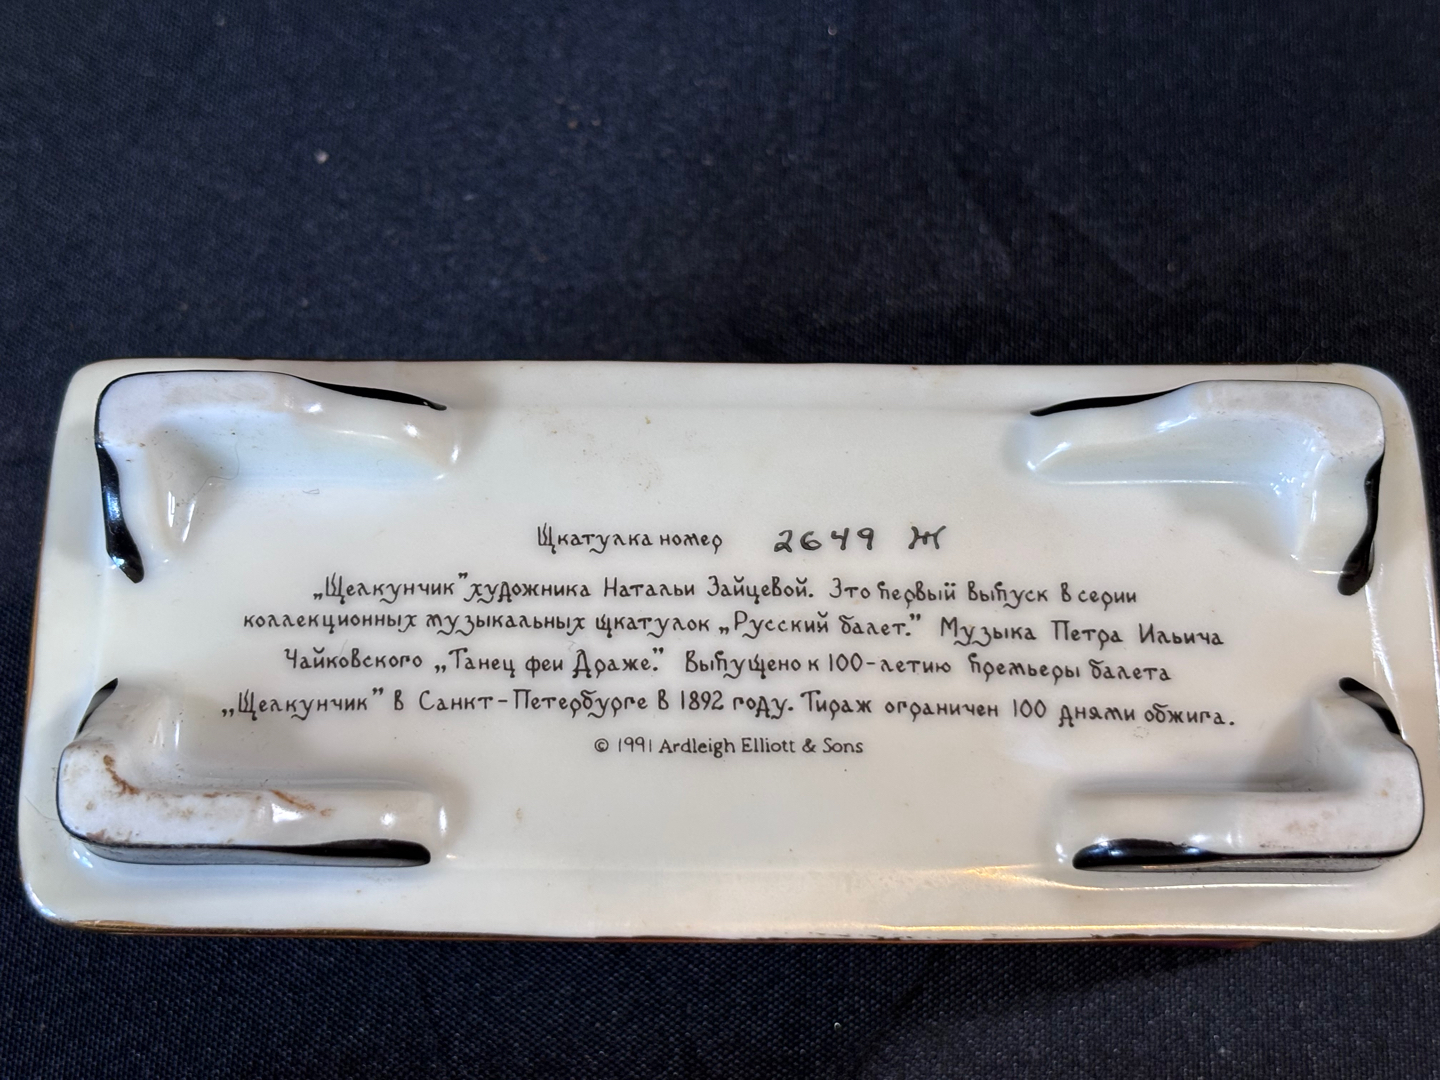 Щкатулка номер 2649 Ж
„Щелкунчик” художника Натальи Зайцевой. Это первый выпуск в серии
коллекционных музыкальных щкатулок „Русский балет.” Музыка Петра Ильича
Чайковского „Танец феи Драже.” Выпущено к 100-летию премьеры балета
„Щелкунчик” в Санкт-Петербурге в 1892 году. Тираж ограничен 100 днями обжига.
© 1991 Ardleigh Elliott & Sons